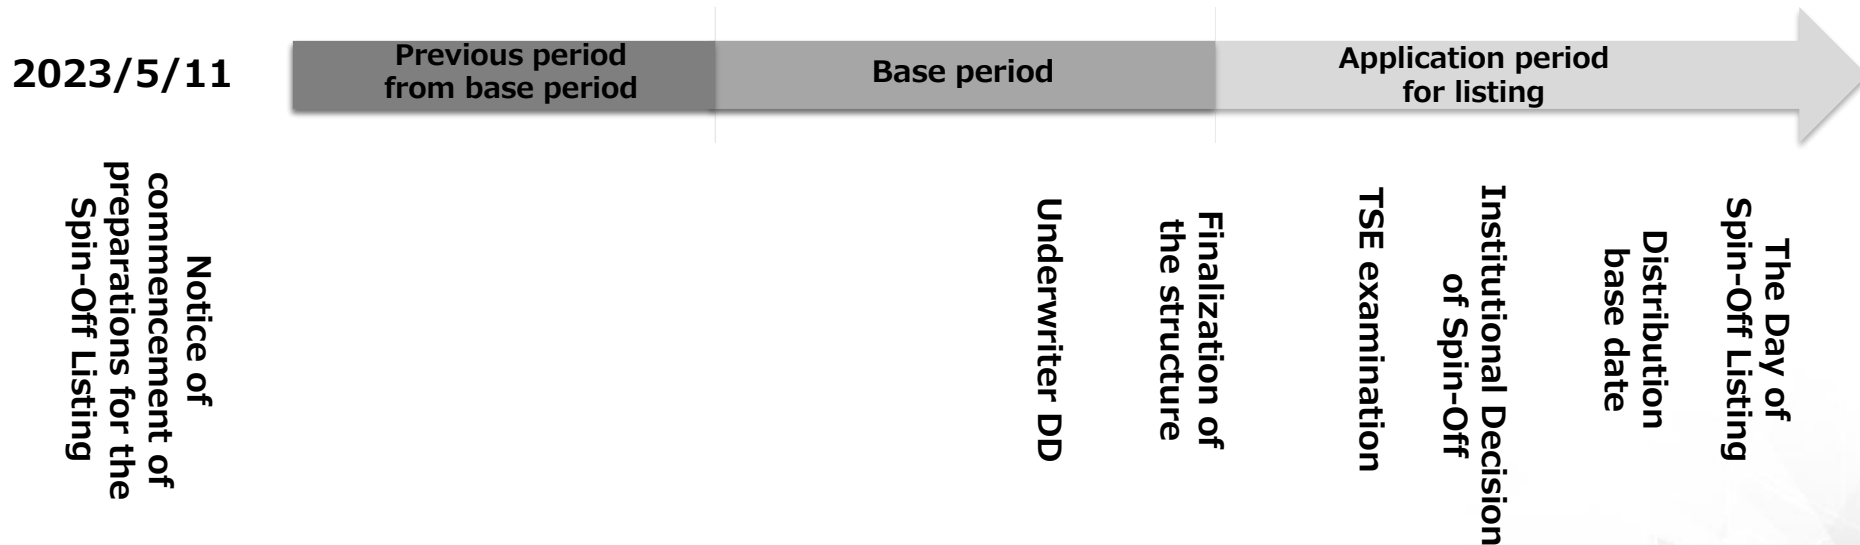 2023/5/11
Previous period
from base period
Base period
Application period
for listing
Notice of
commencement of
preparations for the
Spin-Off Listing
Underwriter DD
Finalization of
the structure
TSE examination
Institutional Decision
of Spin-Off
Distribution
base date
The Day of
Spin-Off Listing